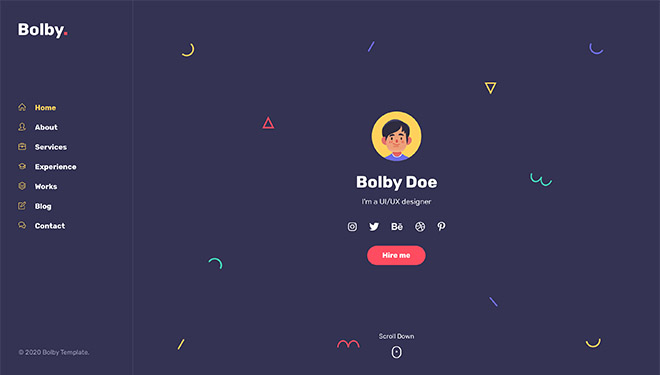 Bolby.
Home
About
Services
Experience
Works
Blog
Contact
© 2020 Bolby Template.
Bolby Doe
I'm a UI/UX designer
Bē
Hire me
Scroll Down